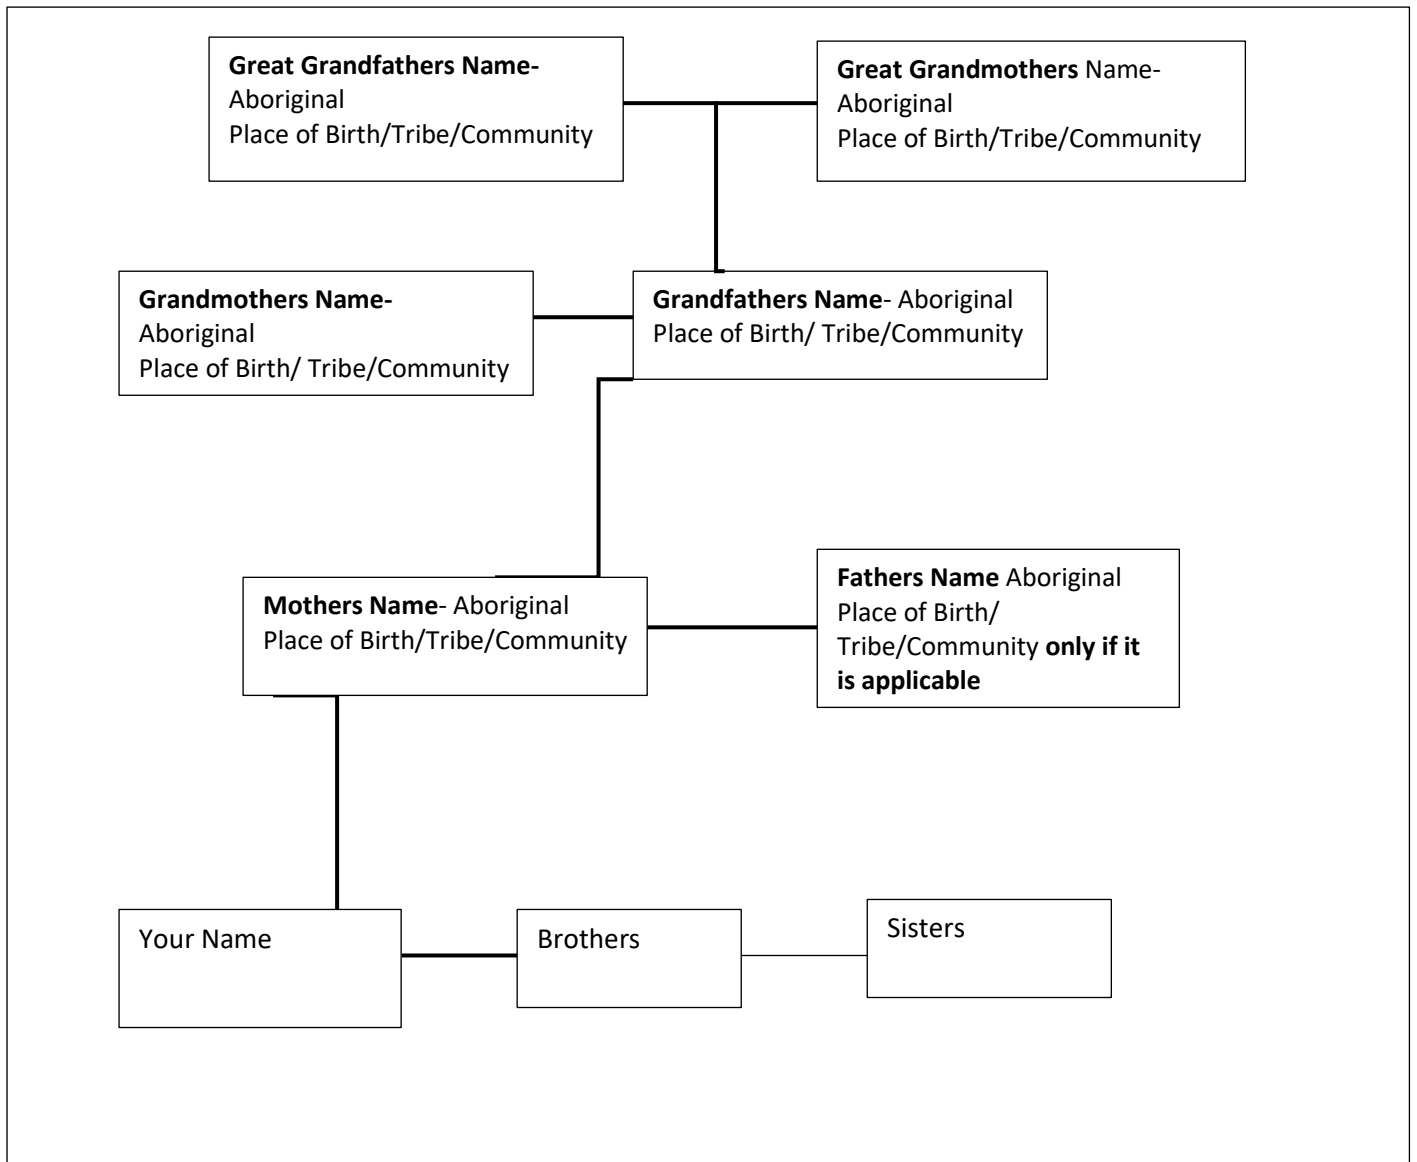 Great Grandfathers Name-
Aboriginal
Place of Birth/Tribe/Community
Great Grandmothers Name-
Aboriginal
Place of Birth/Tribe/Community
Grandmothers Name-
Aboriginal
Place of Birth/ Tribe/Community
Grandfathers Name- Aboriginal
Place of Birth/ Tribe/Community
Mothers Name- Aboriginal
Place of Birth/Tribe/Community
Fathers Name Aboriginal
Place of Birth/
Tribe/Community only if it
is applicable
Your Name
Brothers
Sisters